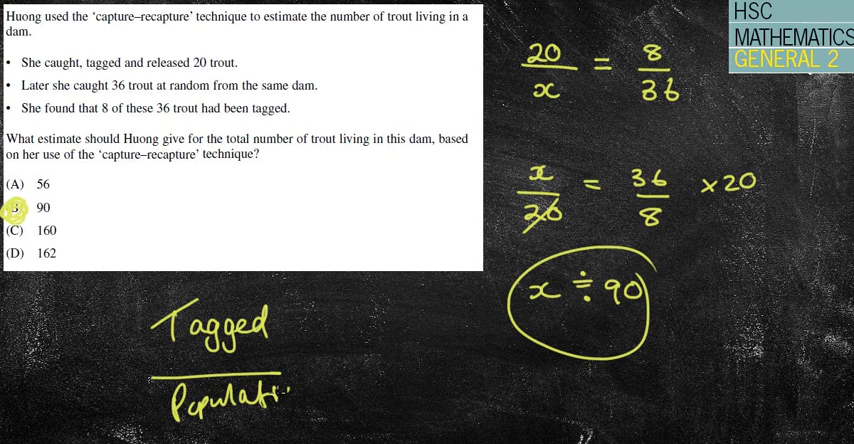 Huong used the ‘capture–recapture’ technique to estimate the number of trout living in a
dam.
• She caught, tagged and released 20 trout.
• Later she caught 36 trout at random from the same dam.
• She found that 8 of these 36 trout had been tagged.
What estimate should Huong give for the total number of trout living in this dam, based
on her use of the ‘capture–recapture’ technique?
(A) 56
90
(C) 160
(D) 162
HSC
MATHEMATICS
GENERAL 2
20/x = 8/36
x/20 = 36/8 ×20
x ≑ 90
Tagged
Populati